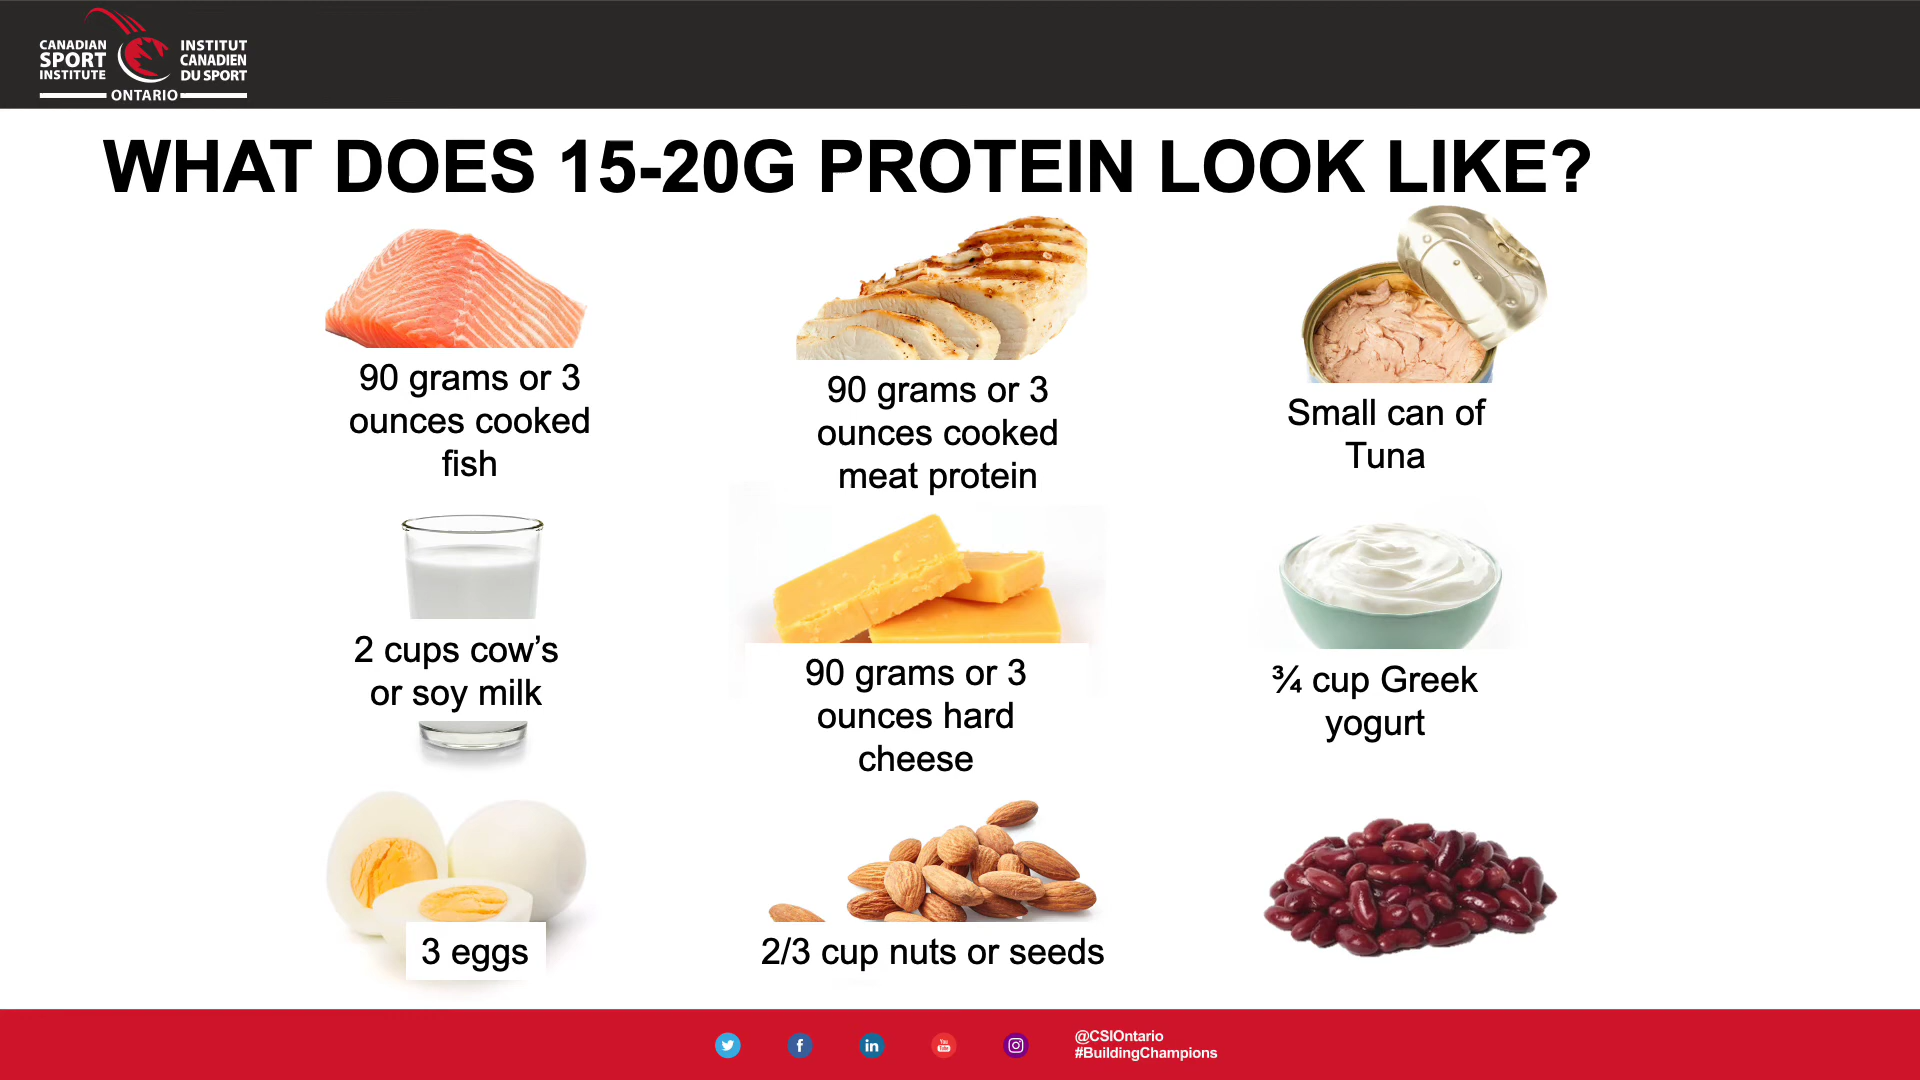 CANADIAN
SPORT
INSTITUTE
INSTITUT
CANADIEN
DU SPORT
ONTARIO
WHAT DOES 15-20G PROTEIN LOOK LIKE?
90 grams or 3
ounces cooked
fish
90 grams or 3
ounces cooked
meat protein
Small can of
Tuna
2 cups cow’s
or soy milk
90 grams or 3
ounces hard
cheese
¾ cup Greek
yogurt
3 eggs
2/3 cup nuts or seeds
f
in
You
Tube
@CSIOntario
#BuildingChampions